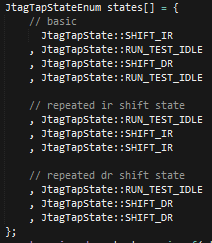 JtagTapStateEnum states[] = {
// basic
JtagTapState::SHIFT_IR
, JtagTapState::RUN_TEST_IDLE
, JtagTapState::SHIFT_DR
, JtagTapState::RUN_TEST_IDLE
// repeated ir shift state
, JtagTapState::RUN_TEST_IDLE
, JtagTapState::SHIFT_IR
, JtagTapState::SHIFT_IR
// repeated dr shift state
, JtagTapState::RUN_TEST_IDLE
, JtagTapState::SHIFT_DR
, JtagTapState::SHIFT_DR
};